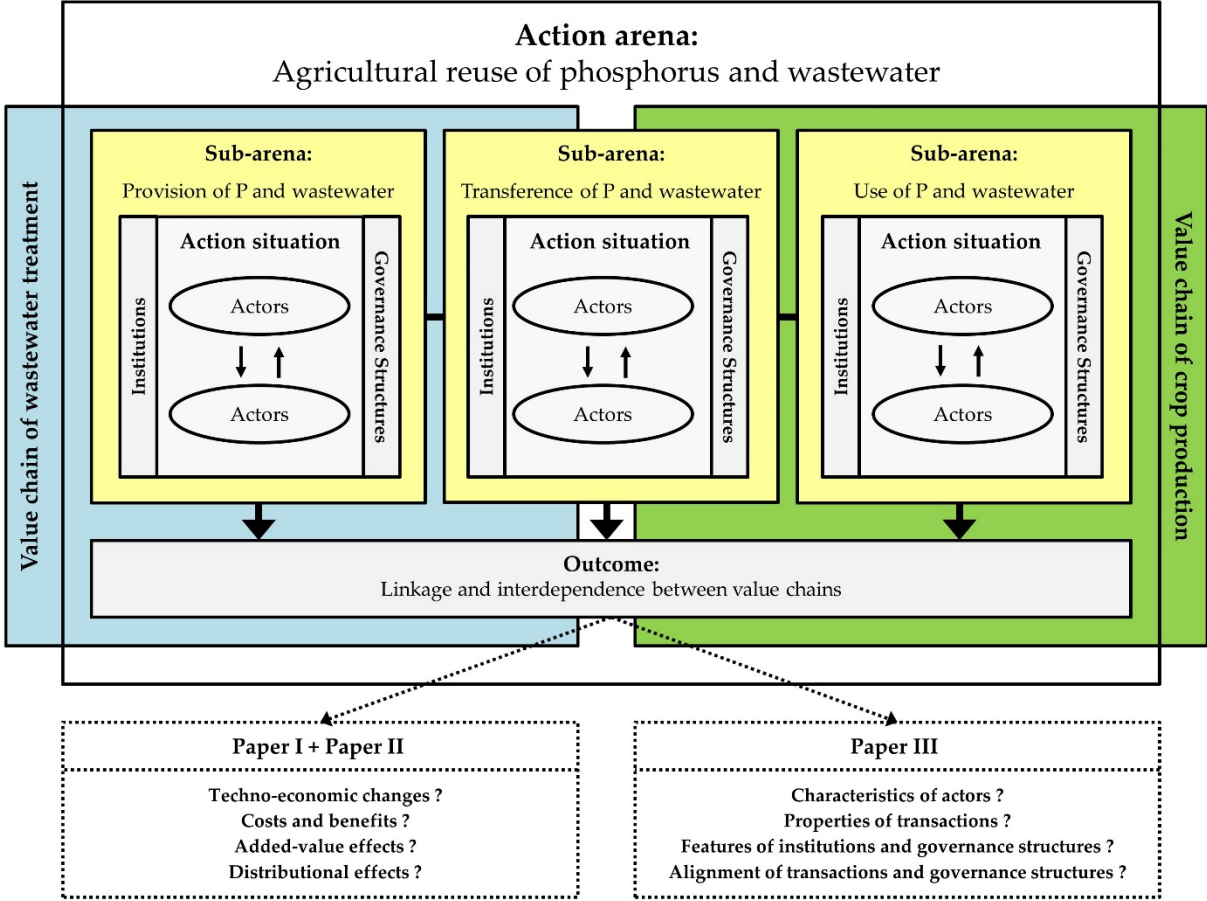 Action arena:
Agricultural reuse of phosphorus and wastewater
Value chain of wastewater treatment
Sub-arena:
Provision of P and wastewater
Institutions
Action situation
Actors
Actors
Governance Structures
Sub-arena:
Transference of P and wastewater
Institutions
Action situation
Actors
Actors
Governance Structures
Sub-arena:
Use of P and wastewater
Institutions
Action situation
Actors
Actors
Governance Structures
Value chain of crop production
Outcome:
Linkage and interdependence between value chains
Paper I + Paper II
Techno-economic changes ?
Costs and benefits ?
Added-value effects ?
Distributional effects ?
Paper III
Characteristics of actors ?
Properties of transactions ?
Features of institutions and governance structures ?
Alignment of transactions and governance structures ?